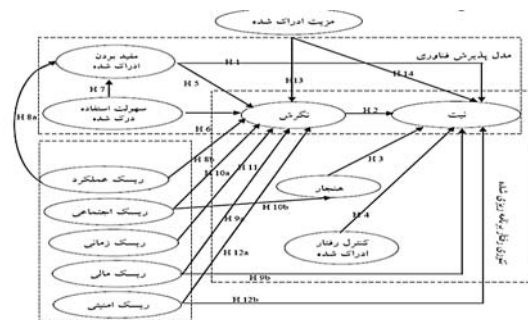 مزیت ادراک شده
مدل پذیرش فناوری
مفید بودن
ادراک شده
H 1
H 13
H 14
H 5
H 7
سهولت استفاده
درک شده
نگرش
H 2
نیت
H 8a
H 6
H 8b
H 3
ریسک عملکرد
H 10a
H 11
هنجار
ریسک اجتماعی
H 10b
H 9a
H 4
ریسک زمانی
H 12a
کنترل رفتار
ادراک شده
ریسک مالی
H 9b
ریسک امنیتی
H 12b